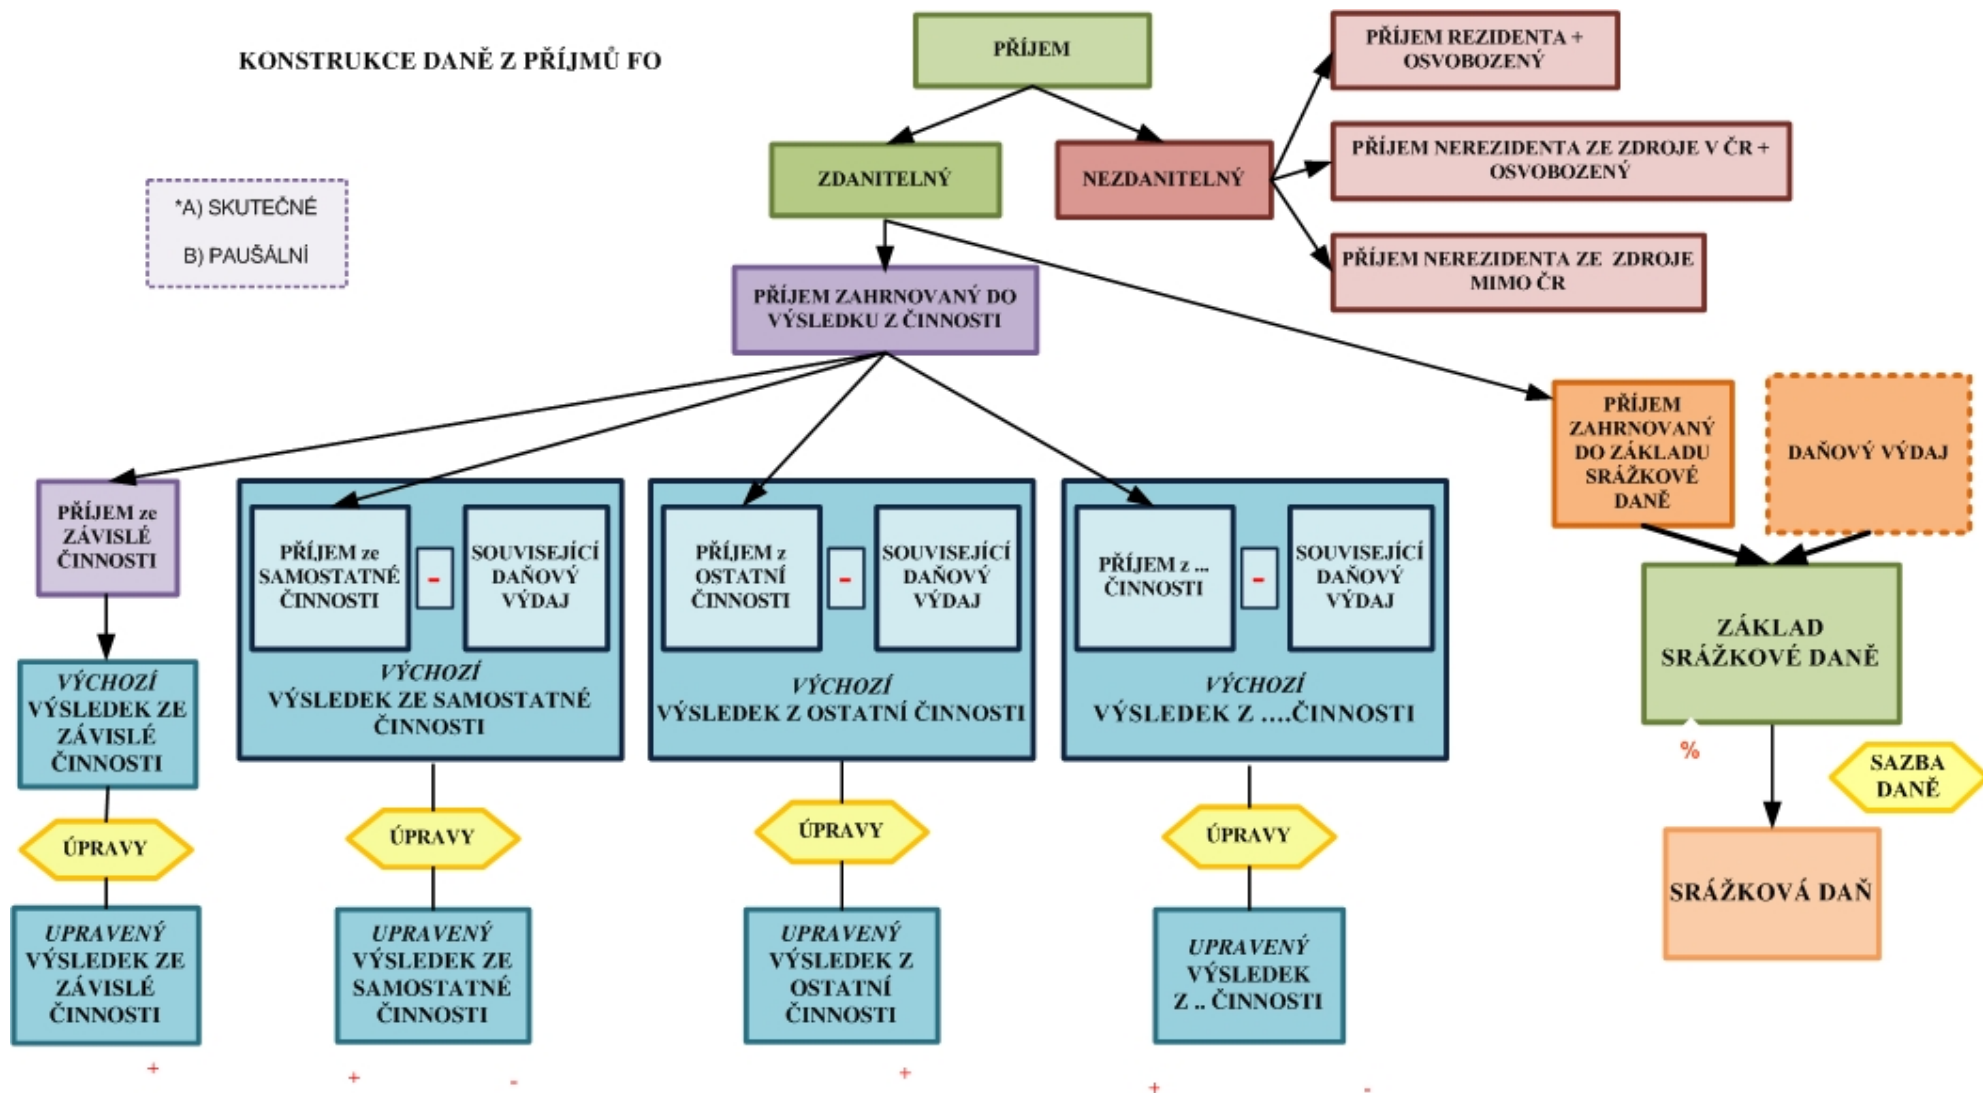 KONSTRUKCE DANĚ Z PŘÍJMŮ FO
PŘÍJEM
PŘÍJEM REZIDENTA +
OSVOBOZENÝ
ZDANITELNÝ
NEZDANITELNÝ
PŘÍJEM NEREZIDENTA ZE ZDROJE V ČR +
OSVOBOZENÝ
*A) SKUTEČNÉ
B) PAUŠÁLNÍ
PŘÍJEM NEREZIDENTA ZE ZDROJE
MIMO ČR
PŘÍJEM ZAHRNOVANÝ DO
VÝSLEDKU Z ČINNOSTI
PŘÍJEM
ZAHRNOVANÝ
DO ZÁKLADU
SRÁŽKOVÉ
DANĚ
DAŇOVÝ VÝDAJ
PŘÍJEM ze
ZÁVISLÉ
ČINNOSTI
PŘÍJEM ze
SAMOSTATNÉ
ČINNOSTI
-
SOUVISEJÍCÍ
DAŇOVÝ
VÝDAJ
VÝCHOZÍ
VÝSLEDEK ZE SAMOSTATNÉ
ČINNOSTI
PŘÍJEM z
OSTATNÍ
ČINNOSTI
-
SOUVISEJÍCÍ
DAŇOVÝ
VÝDAJ
VÝCHOZÍ
VÝSLEDEK Z OSTATNÍ ČINNOSTI
PŘÍJEM z ...
ČINNOSTI
-
SOUVISEJÍCÍ
DAŇOVÝ
VÝDAJ
VÝCHOZÍ
VÝSLEDEK Z ....ČINNOSTI
ZÁKLAD
SRÁŽKOVÉ DANĚ
VÝCHOZÍ
VÝSLEDEK ZE
ZÁVISLÉ
ČINNOSTI
%
SAZBA
DANĚ
ÚPRAVY
ÚPRAVY
ÚPRAVY
ÚPRAVY
SRÁŽKOVÁ DAŇ
UPRAVENÝ
VÝSLEDEK ZE
ZÁVISLÉ
ČINNOSTI
UPRAVENÝ
VÝSLEDEK ZE
SAMOSTATNÉ
ČINNOSTI
UPRAVENÝ
VÝSLEDEK Z
OSTATNÍ
ČINNOSTI
UPRAVENÝ
VÝSLEDEK
Z .. ČINNOSTI
+
+
-
+
+
-